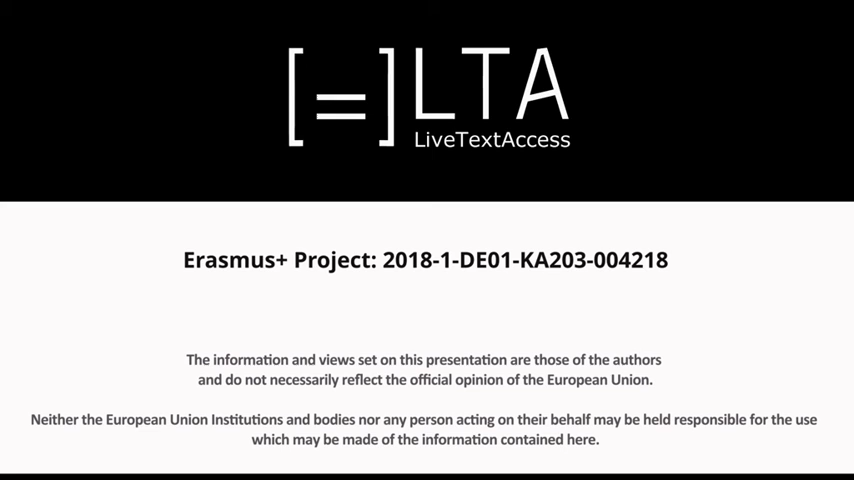 [=] LTA
LiveTextAccess
Erasmus+ Project: 2018-1-DE01-KA203-004218
The information and views set on this presentation are those of the authors
and do not necessarily reflect the official opinion of the European Union.
Neither the European Union Institutions and bodies nor any person acting on their behalf may be held responsible for the use
which may be made of the information contained here.